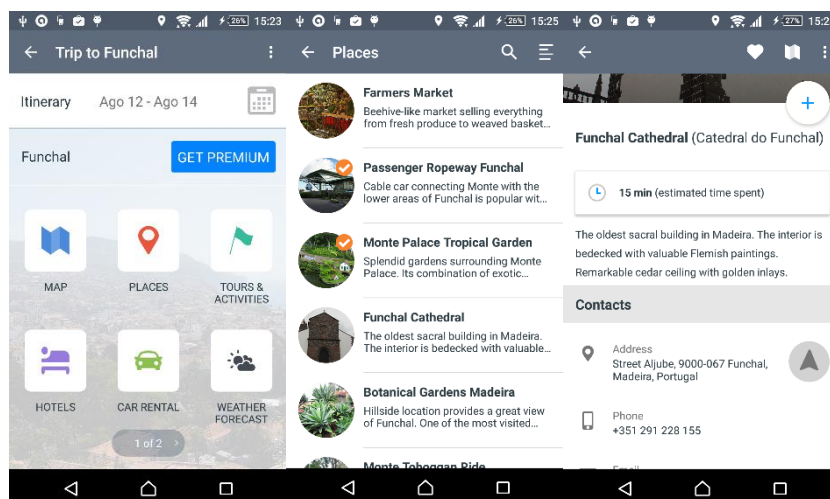 26% 15:23
Trip to Funchal
Itinerary Ago 12 - Ago 14
Funchal GET PREMIUM
MAP PLACES TOURS &
ACTIVITIES
HOTELS CAR RENTAL WEATHER
FORECAST
1 of 2
26% 15:25
Places
Farmers Market
Beehive-like market selling everything
from fresh produce to weaved basket...
Passenger Ropeway Funchal
Cable car connecting Monte with the
lower areas of Funchal is popular wit...
Monte Palace Tropical Garden
Splendid gardens surrounding Monte
Palace. Its combination of exotic...
Funchal Cathedral
The oldest sacral building in Madeira.
The interior is bedecked with valuable...
Botanical Gardens Madeira
Hillside location provides a great view
of Funchal. One of the most visited...
Monte Toboggan Ride
27% 15:2
Funchal Cathedral (Catedral do Funchal)
15 min (estimated time spent)
The oldest sacral building in Madeira. The interior is
bedecked with valuable Flemish paintings.
Remarkable cedar ceiling with golden inlays.
Contacts
Address
Street Aljube, 9000-067 Funchal,
Madeira, Portugal
Phone
+351 291 228 155
Email